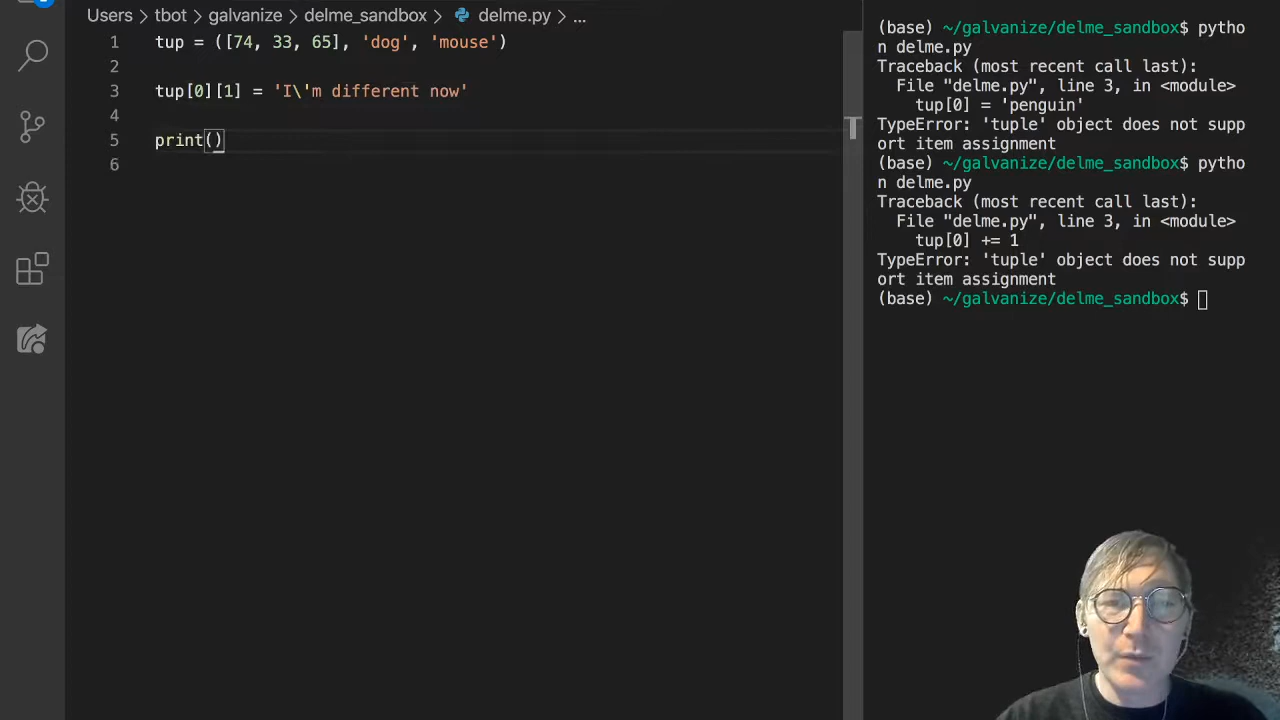 Users > tbot > galvanize > delme_sandbox > delme.py > ...
...
1 tup = ([74, 33, 65], 'dog', 'mouse')
2
3 tup[0][1] = 'I\'m different now'
4
5 print()
6
(base) ~/galvanize/delme_sandbox$ pytho
n delme.py
Traceback (most recent call last):
File "delme.py", line 3, in <module>
tup[0] = 'penguin'
TypeError: 'tuple' object does not supp
ort item assignment
(base) ~/galvanize/delme_sandbox$ pytho
n delme.py
Traceback (most recent call last):
File "delme.py", line 3, in <module>
tup[0] += 1
TypeError: 'tuple' object does not supp
ort item assignment
(base) ~/galvanize/delme_sandbox$